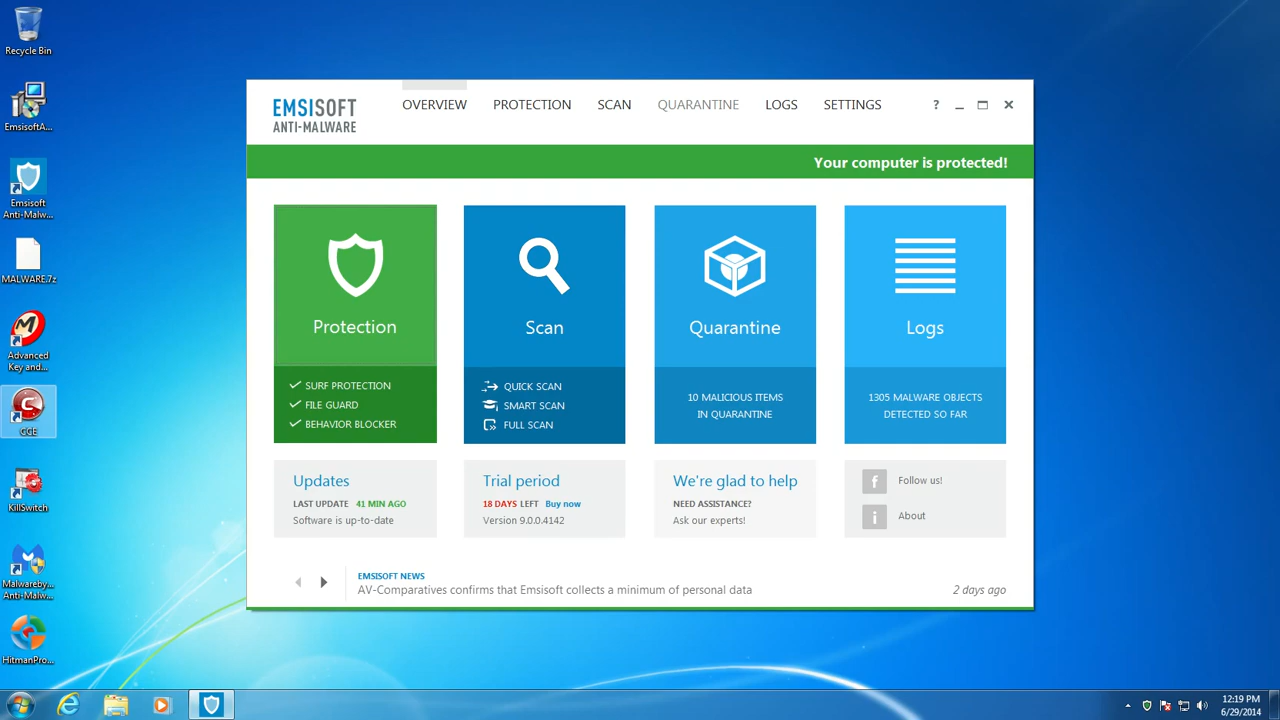 Recycle Bin
EmsisoftA...
Emsisoft
Anti-Malw...
MALWARE.7z
Advanced
Key and...
CCE
KillSwitch
Malwareby...
Anti-Malw...
HitmanPro...
EMSISOFT
ANTI-MALWARE
OVERVIEW PROTECTION SCAN QUARANTINE LOGS SETTINGS ?
Your computer is protected!
Protection
SURF PROTECTION
FILE GUARD
BEHAVIOR BLOCKER
Scan
QUICK SCAN
SMART SCAN
FULL SCAN
Quarantine
10 MALICIOUS ITEMS
IN QUARANTINE
Logs
1305 MALWARE OBJECTS
DETECTED SO FAR
Updates
LAST UPDATE 41 MIN AGO
Software is up-to-date
Trial period
18 DAYS LEFT Buy now
Version 9.0.0.4142
We're glad to help
NEED ASSISTANCE?
Ask our experts!
f Follow us!
i About
EMSISOFT NEWS
AV-Comparatives confirms that Emsisoft collects a minimum of personal data 2 days ago
12:19 PM
6/29/2014